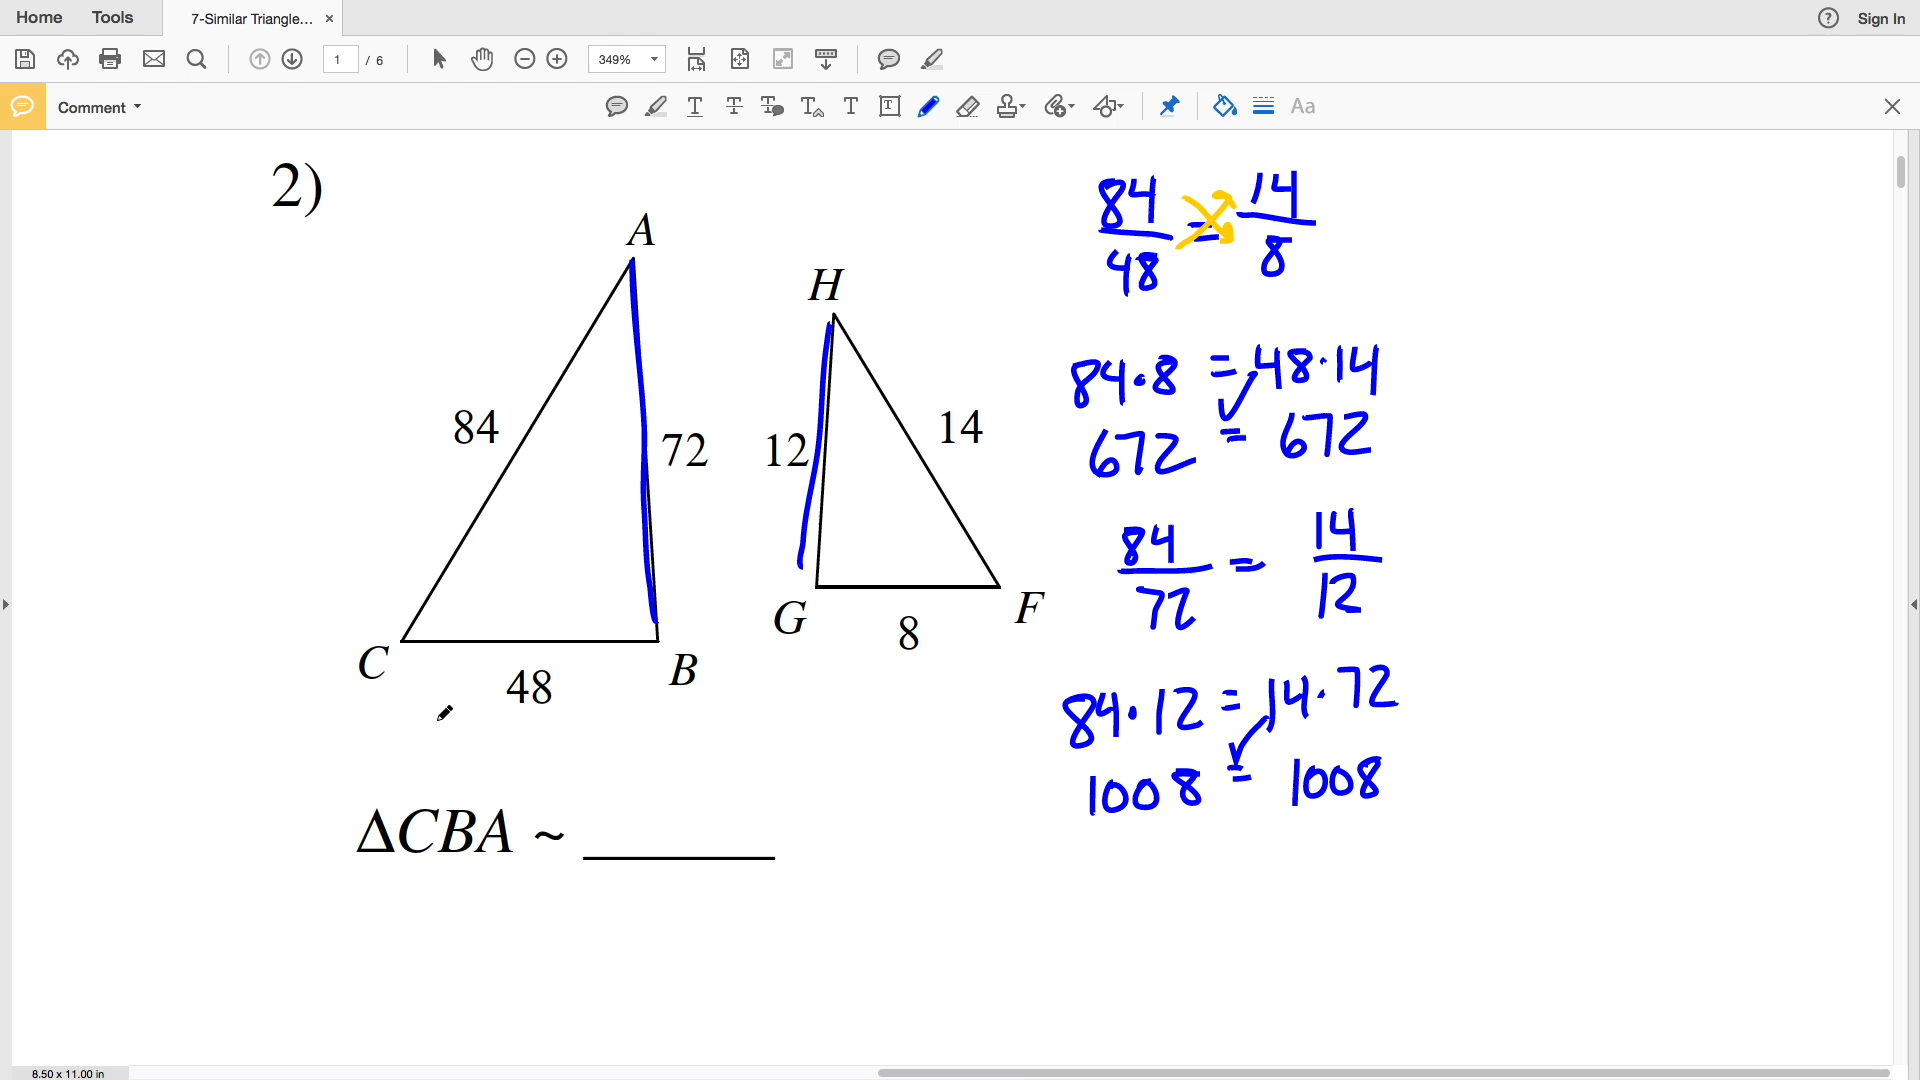 Home Tools 7-Similar Triangle... × ? Sign In
1 / 6 349%
Comment T T T T T T Aa
2)
A
H
84
72
12
14
C
48
B
G
8
F
ΔCBA ~ ________
84/48 = 14/8
84·8 = 48·14
672 = 672
84/72 = 14/12
84·12 = 14·72
1008 = 1008
8.50 x 11.00 in